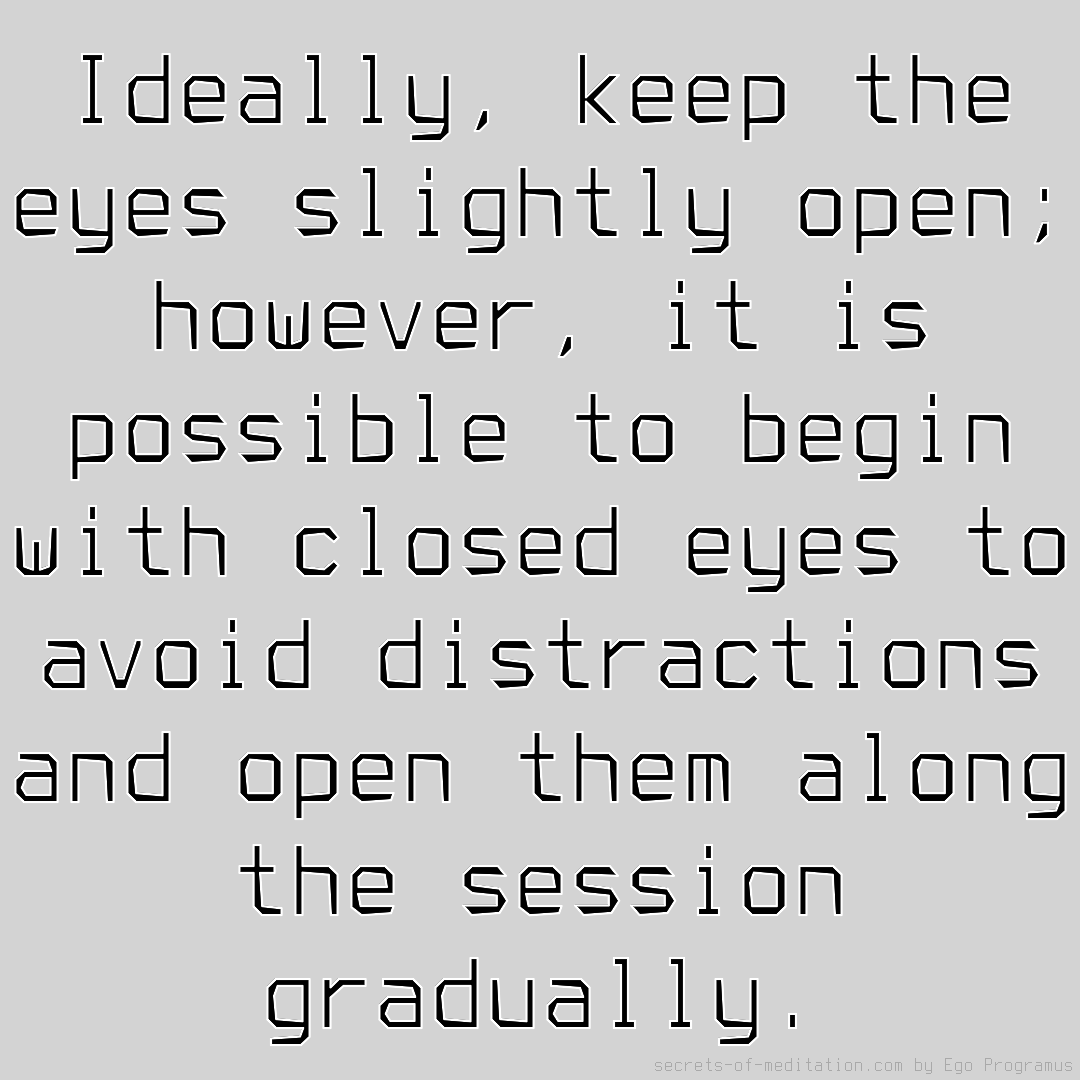 Ideally, keep the
eyes slightly open;
however, it is
possible to begin
with closed eyes to
avoid distractions
and open them along
the session
gradually.
secrets-of-meditation.com by Ego Programus